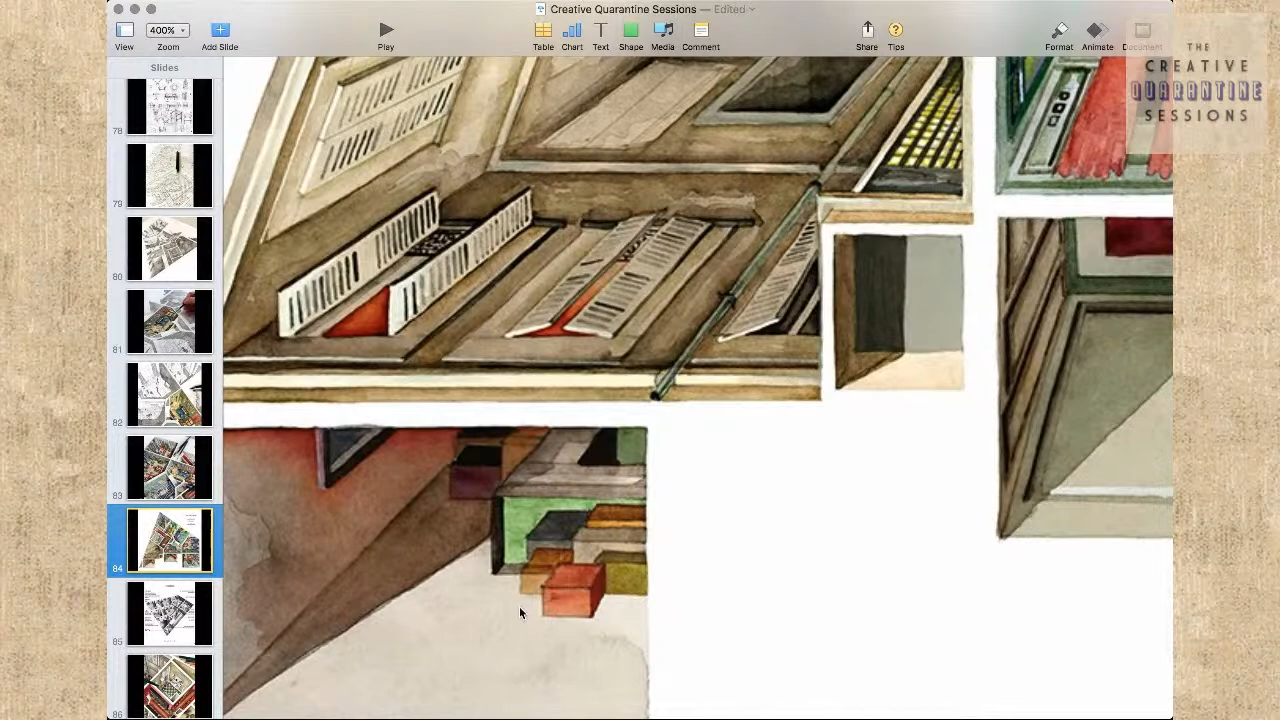 Creative Quarantine Sessions — Edited
400%
View
Zoom
Add Slide
Play
Table
Chart
Text
Shape
Media
Comment
Share
Tips
Format
Animate
Document
Slides
78
79
80
81
82
83
84
85
86
THE
CREATIVE
QUARANTINE
SESSIONS